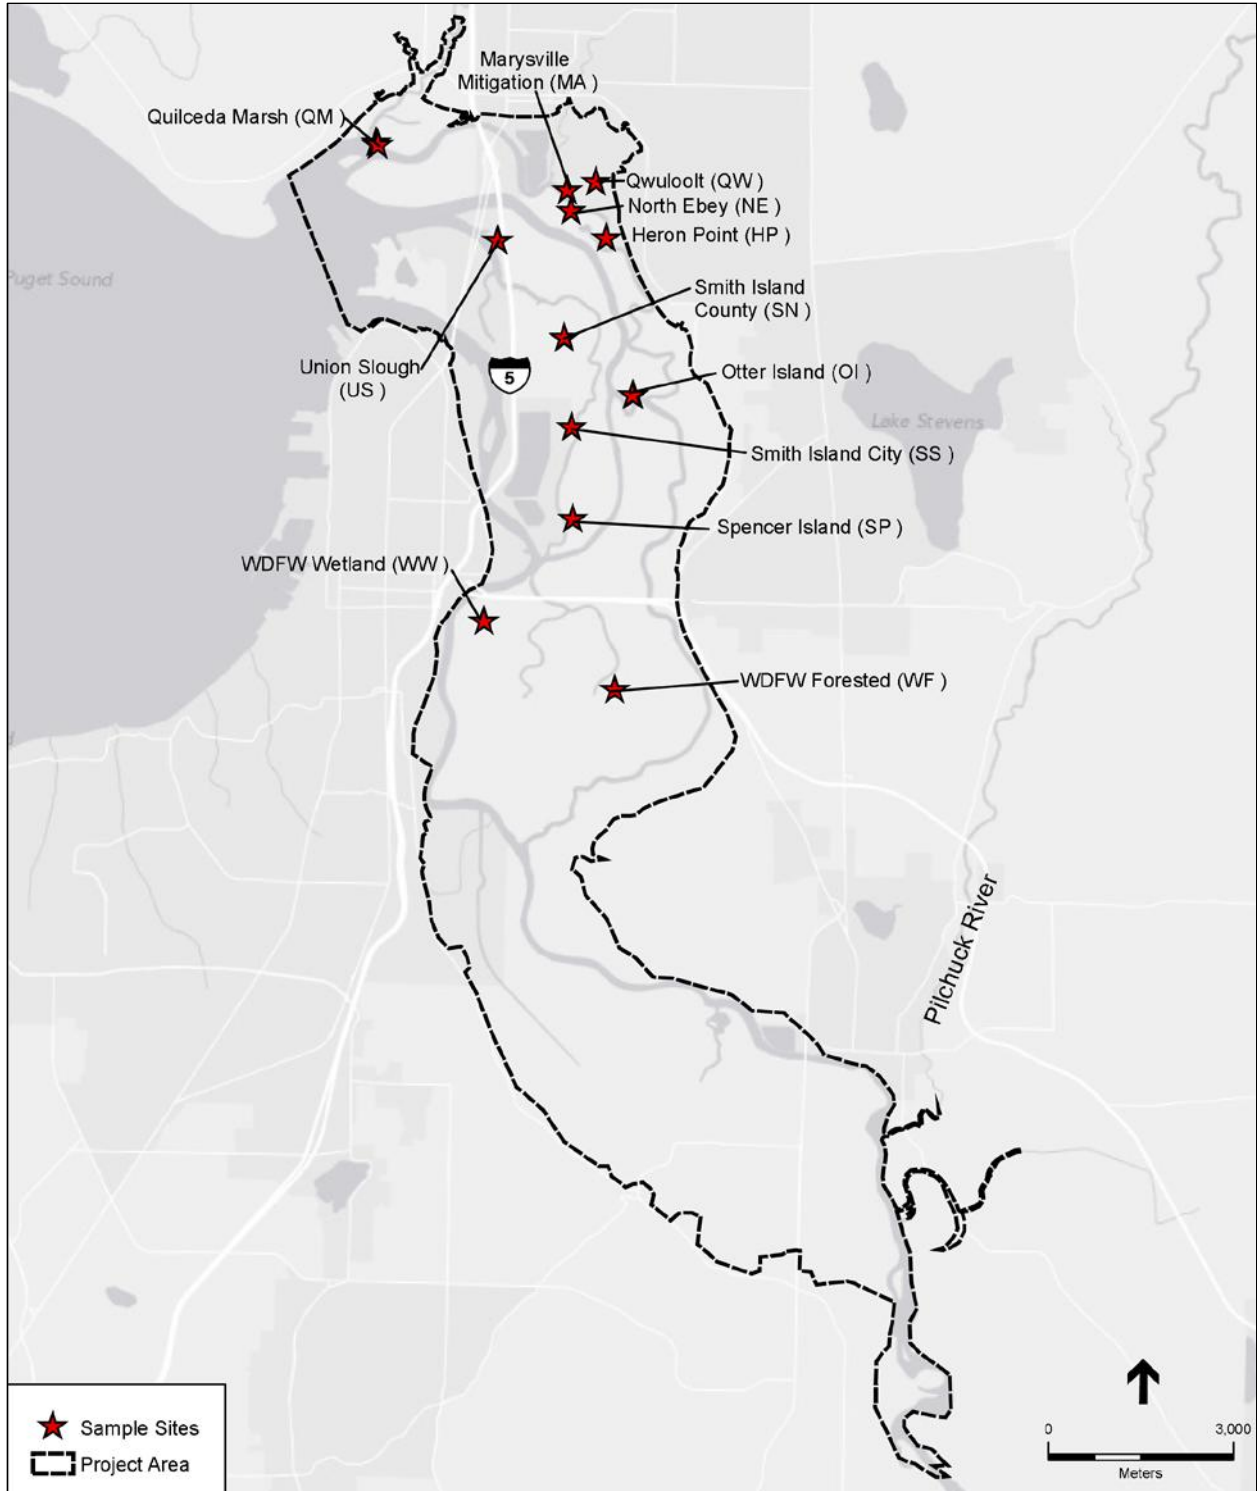 Marysville
Mitigation (MA )
Quilceda Marsh (QM )
Qwuloolt (QW )
North Ebey (NE )
Heron Point (HP )
Puget Sound
Smith Island
County (SN )
Union Slough
(US )
5
Otter Island (OI )
Lake Stevens
Smith Island City (SS )
Spencer Island (SP )
WDFW Wetland (WW )
WDFW Forested (WF )
Pilchuck River
Sample Sites
Project Area
0 3,000
Meters